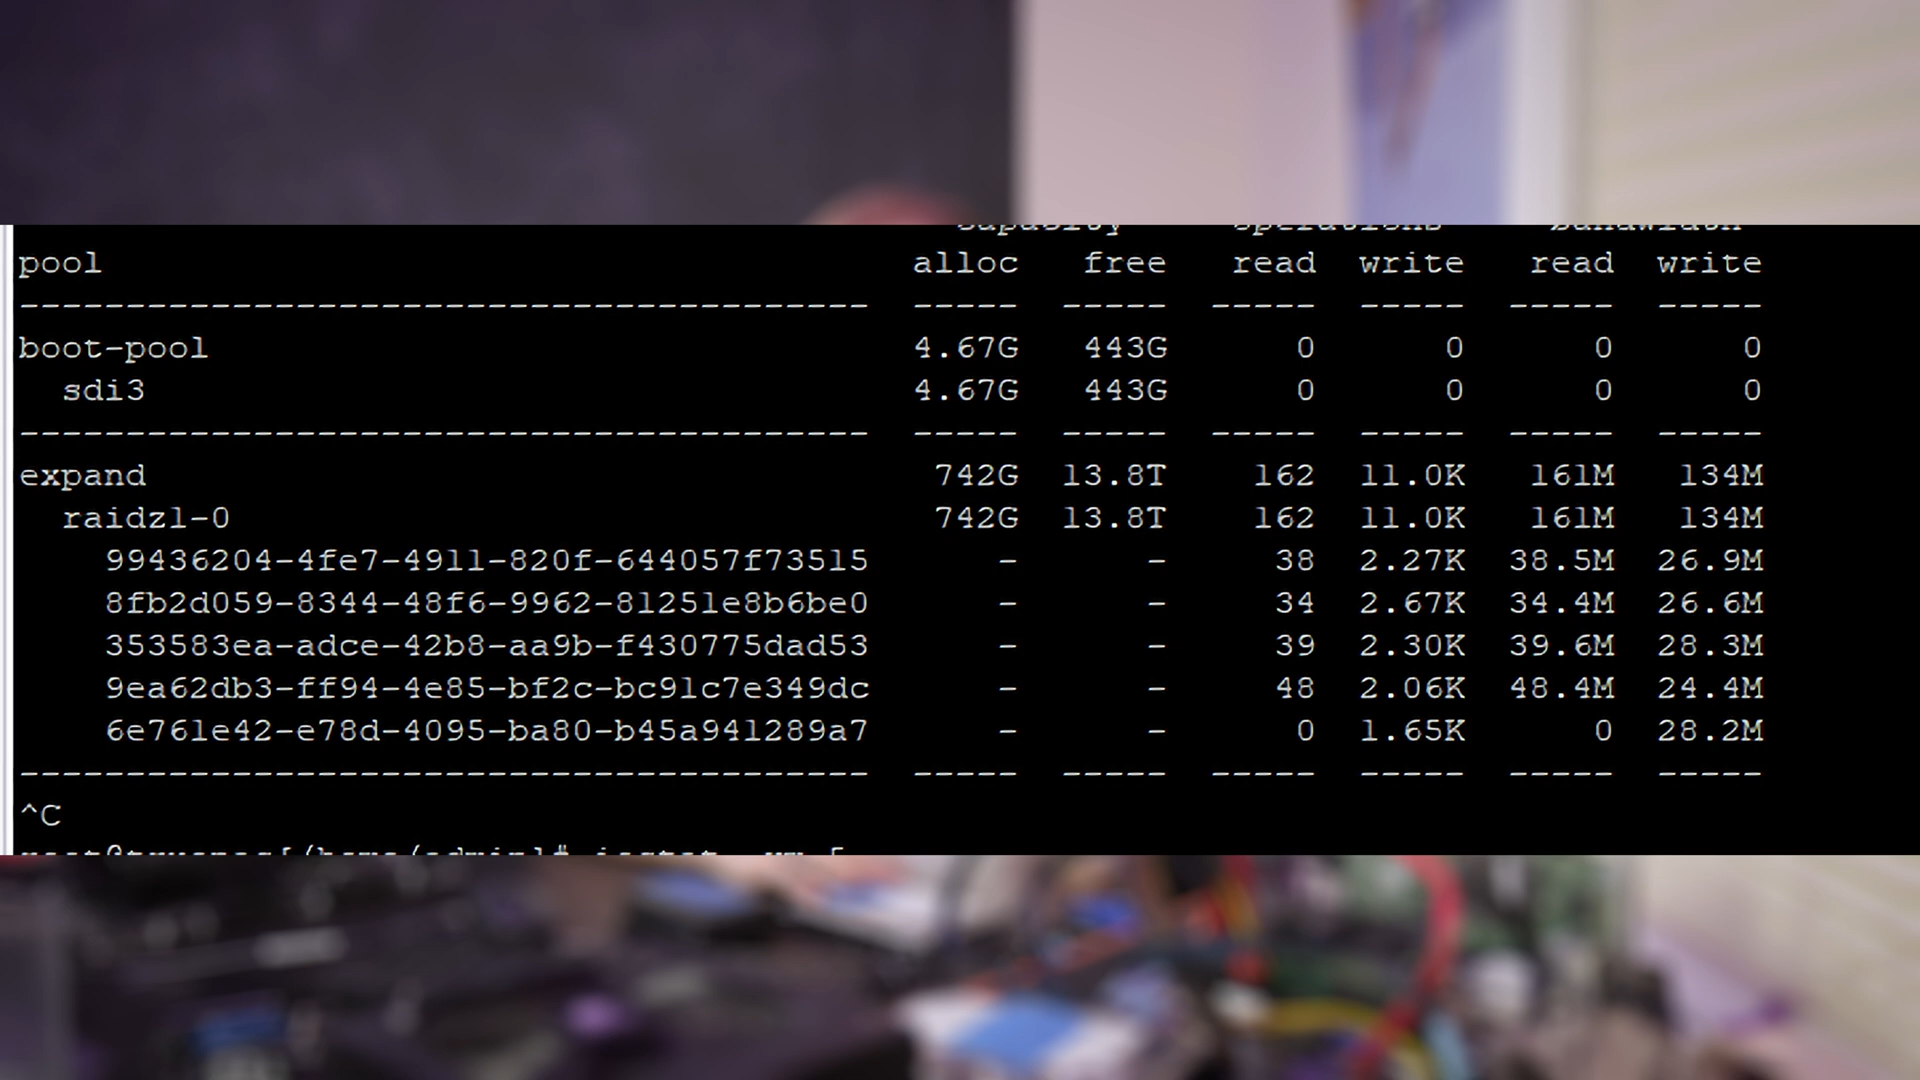 capacity operations bandwidth
pool alloc free read write read write
---------------------------------------- ----- ----- ----- ----- ----- -----
boot-pool 4.67G 443G 0 0 0 0
sdi3 4.67G 443G 0 0 0 0
---------------------------------------- ----- ----- ----- ----- ----- -----
expand 742G 13.8T 162 11.0K 161M 134M
raidz1-0 742G 13.8T 162 11.0K 161M 134M
99436204-4fe7-4911-820f-644057f73515 - - 38 2.27K 38.5M 26.9M
8fb2d059-8344-48f6-9962-81251e8b6be0 - - 34 2.67K 34.4M 26.6M
353583ea-adce-42b8-aa9b-f430775dad53 - - 39 2.30K 39.6M 28.3M
9ea62db3-ff94-4e85-bf2c-bc91c7e349dc - - 48 2.06K 48.4M 24.4M
6e761e42-e78d-4095-ba80-b45a941289a7 - - 0 1.65K 0 28.2M
---------------------------------------- ----- ----- ----- ----- ----- -----
^C